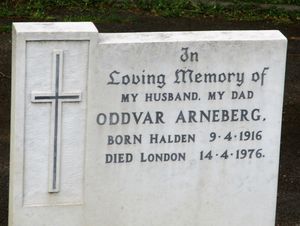 In
Loving Memory of
MY HUSBAND. MY DAD
ODDVAR ARNEBERG.
BORN HALDEN 9·4·1916
DIED LONDON 14·4·1976.